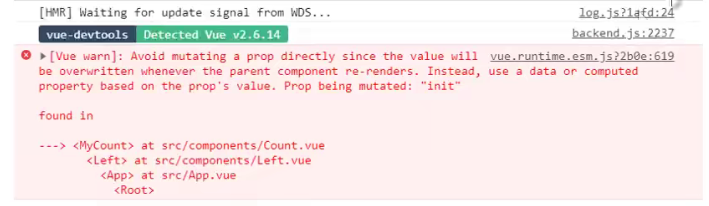 [HMR] Waiting for update signal from WDS...
log.js?1afd:24
vue-devtools Detected Vue v2.6.14
backend.js:2237
[Vue warn]: Avoid mutating a prop directly since the value will
vue.runtime.esm.js?2b0e:619
be overwritten whenever the parent component re-renders. Instead, use a data or computed
property based on the prop's value. Prop being mutated: "init"
found in
---> <MyCount> at src/components/Count.vue
<Left> at src/components/Left.vue
<App> at src/App.vue
<Root>